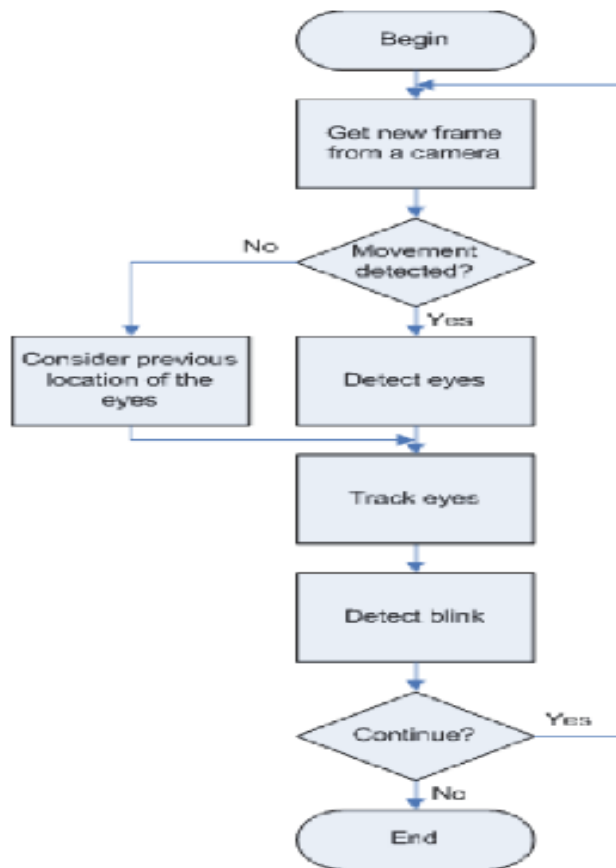 Begin
Get new frame
from a camera
No
Movement
detected?
Yes
Consider previous
location of the
eyes
Detect eyes
Track eyes
Detect blink
Continue?
Yes
No
End